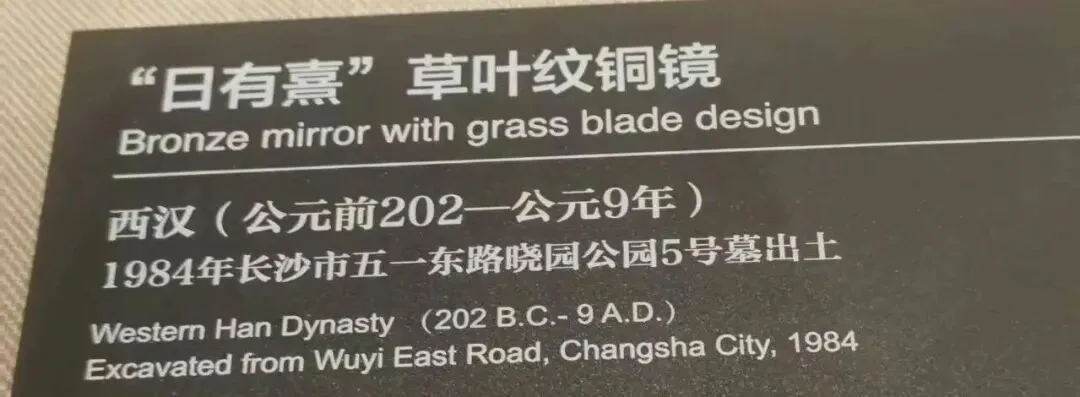 “日有熹”草叶纹铜镜
Bronze mirror with grass blade design
西汉（公元前202—公元9年）
1984年长沙市五一东路晓园公园5号墓出土
Western Han Dynasty （202 B.C.- 9 A.D.）
Excavated from Wuyi East Road, Changsha City, 1984